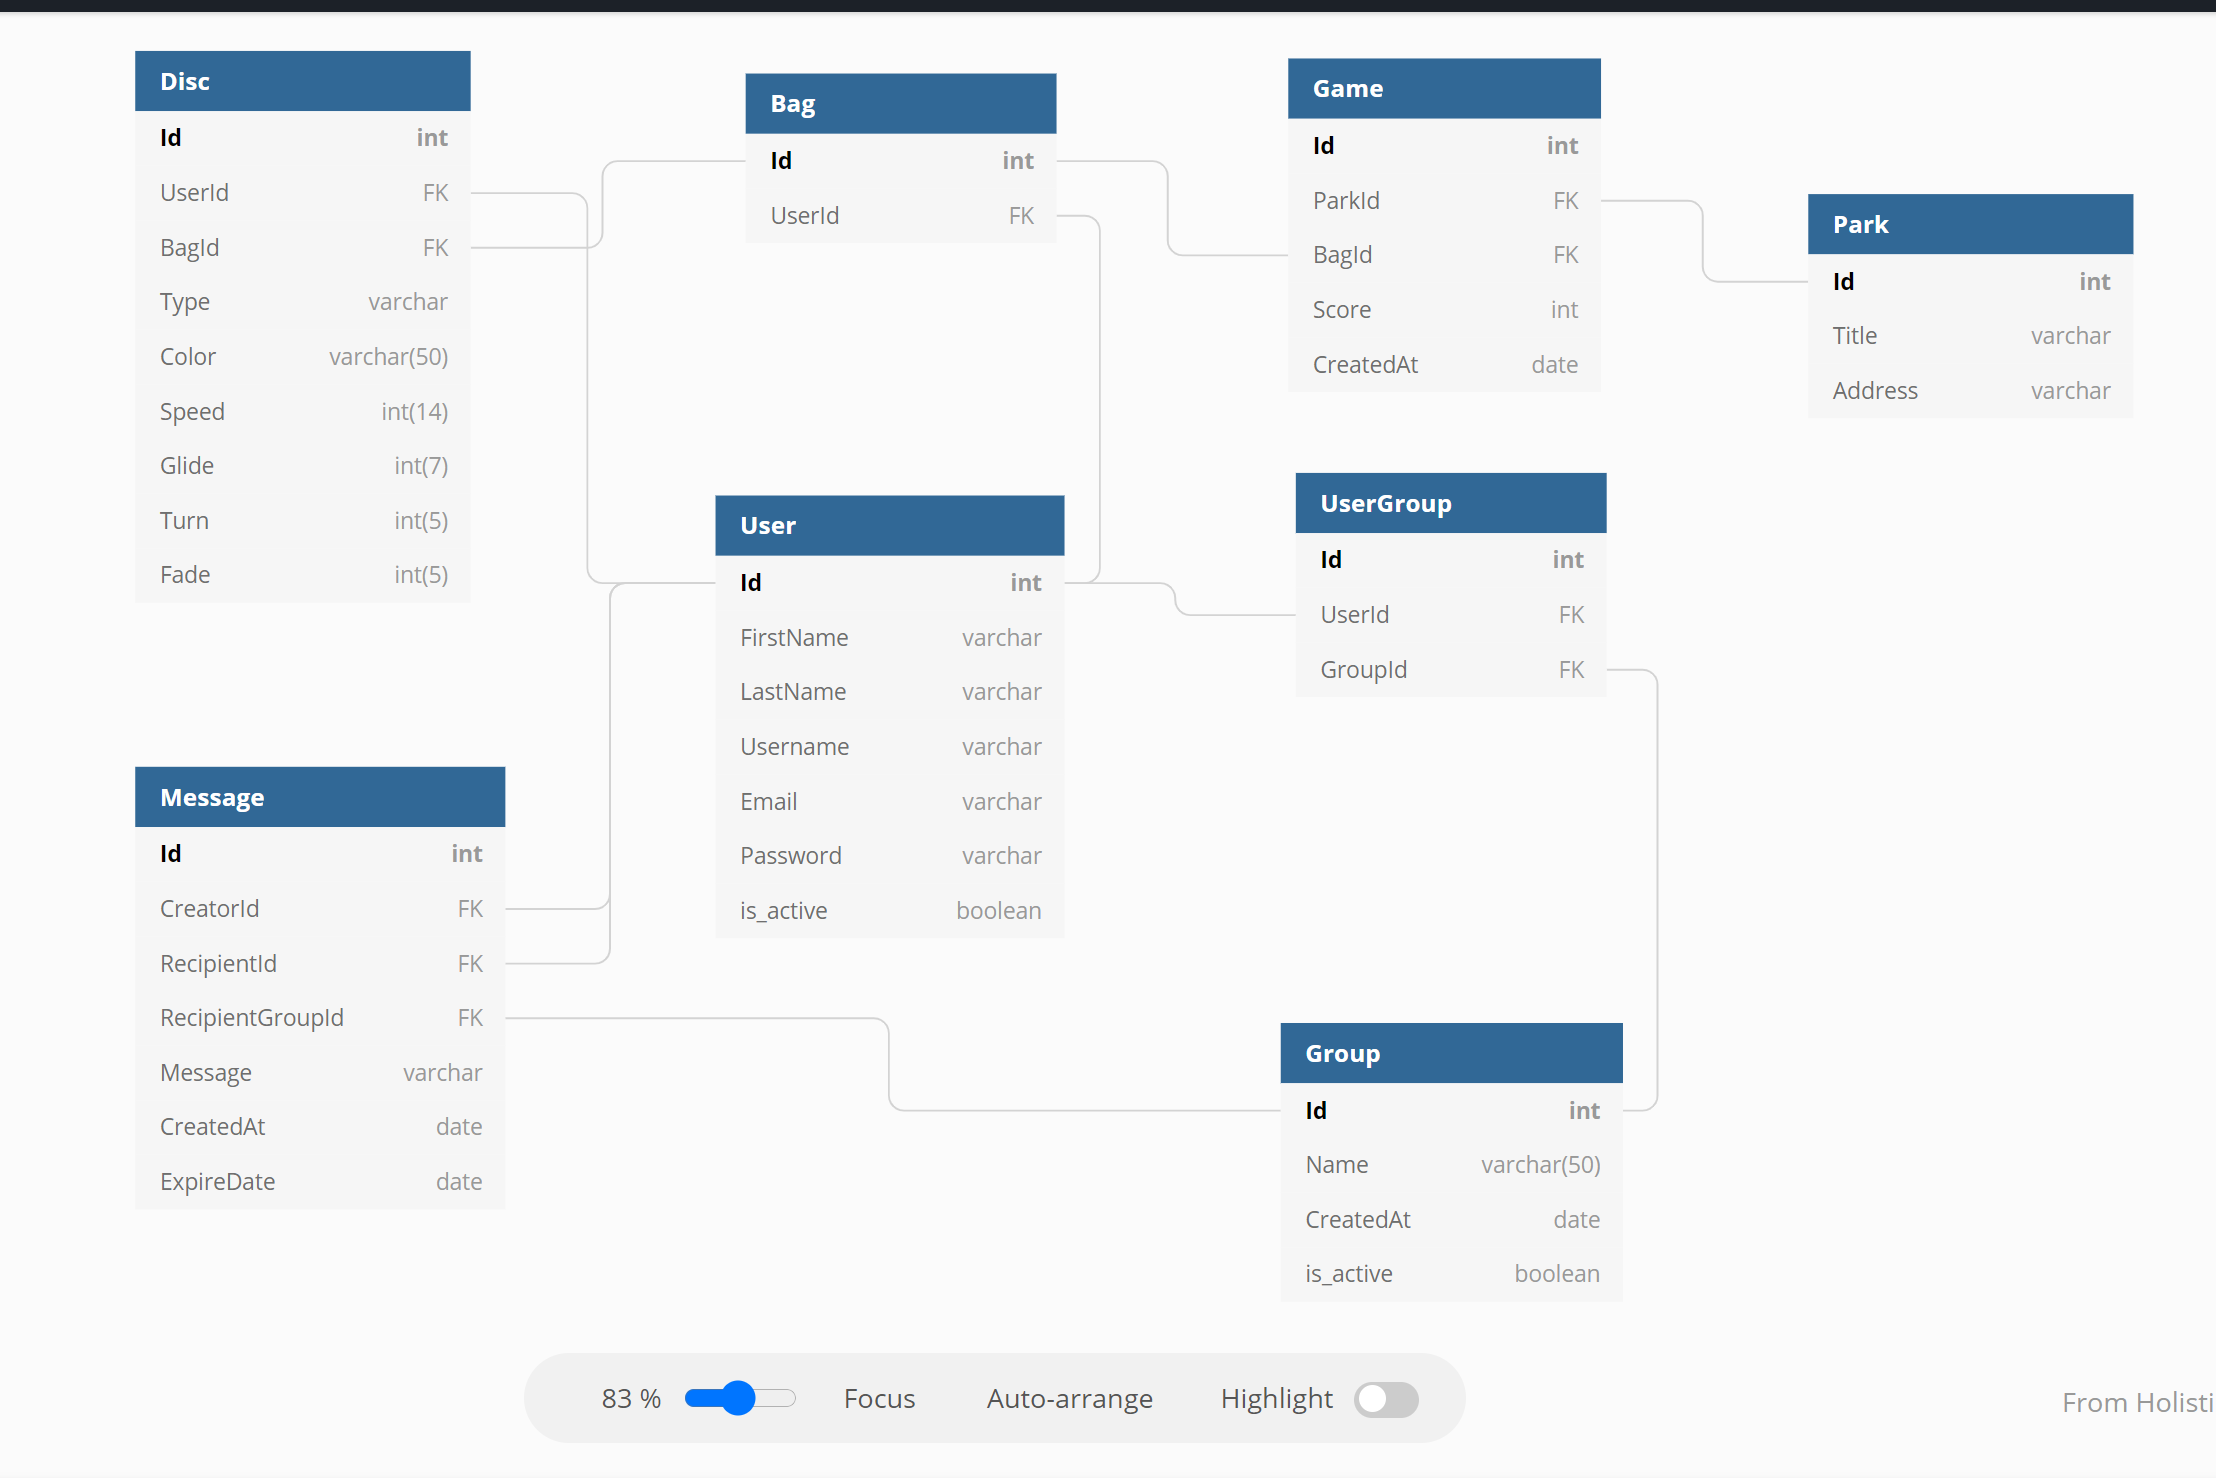 Disc
Id int
UserId FK
BagId FK
Type varchar
Color varchar(50)
Speed int(14)
Glide int(7)
Turn int(5)
Fade int(5)
Bag
Id int
UserId FK
Game
Id int
ParkId FK
BagId FK
Score int
CreatedAt date
Park
Id int
Title varchar
Address varchar
User
Id int
FirstName varchar
LastName varchar
Username varchar
Email varchar
Password varchar
is_active boolean
UserGroup
Id int
UserId FK
GroupId FK
Message
Id int
CreatorId FK
RecipientId FK
RecipientGroupId FK
Message varchar
CreatedAt date
ExpireDate date
Group
Id int
Name varchar(50)
CreatedAt date
is_active boolean
83 % Focus Auto-arrange Highlight
From Holisti